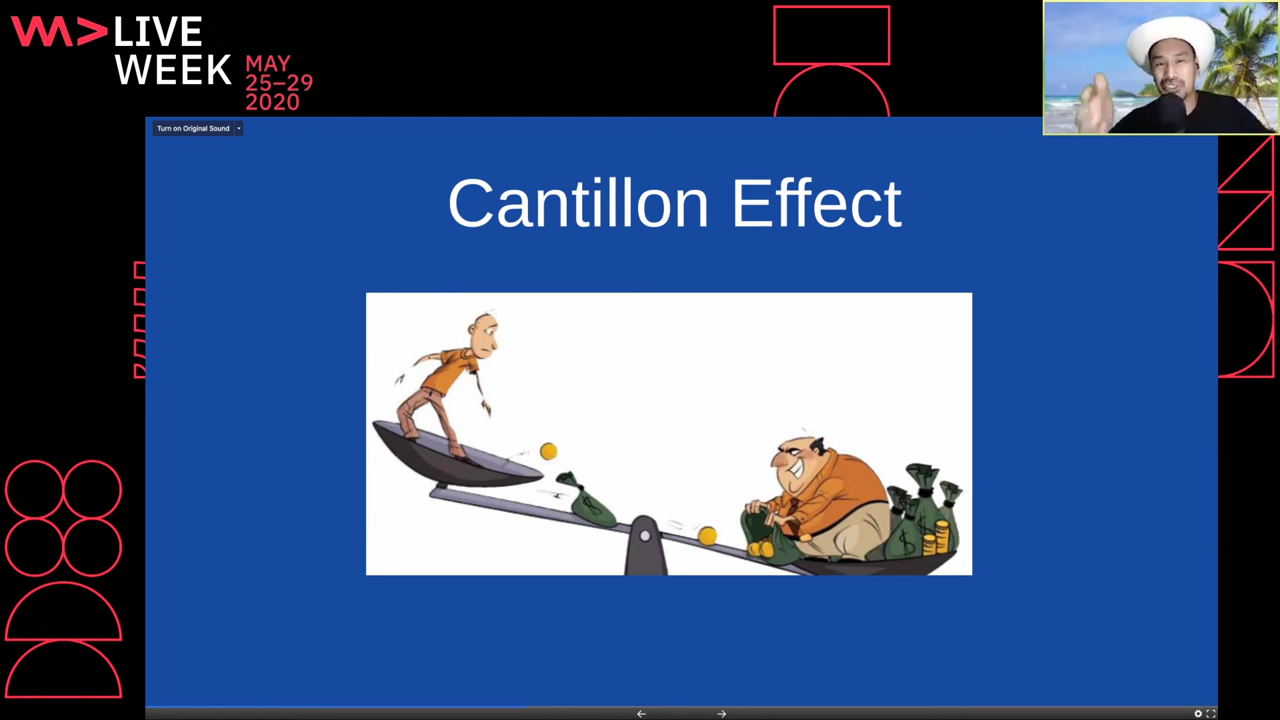 LIVE
WEEK
MAY
25–29
2020
Turn on Original Sound
Cantillon Effect
$
$
$